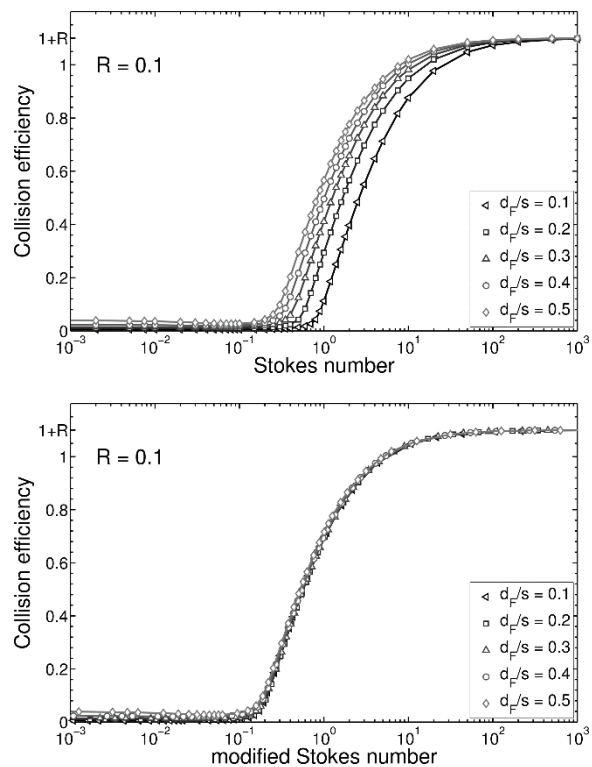 1+R
R = 0.1
1
0.8
0.6
0.4
0.2
0
Collision efficiency
d_F/s = 0.1
d_F/s = 0.2
d_F/s = 0.3
d_F/s = 0.4
d_F/s = 0.5
10^-3 10^-2 10^-1 10^0 10^1 10^2 10^3
Stokes number
1+R
R = 0.1
1
0.8
0.6
0.4
0.2
0
Collision efficiency
d_F/s = 0.1
d_F/s = 0.2
d_F/s = 0.3
d_F/s = 0.4
d_F/s = 0.5
10^-3 10^-2 10^-1 10^0 10^1 10^2 10^3
modified Stokes number